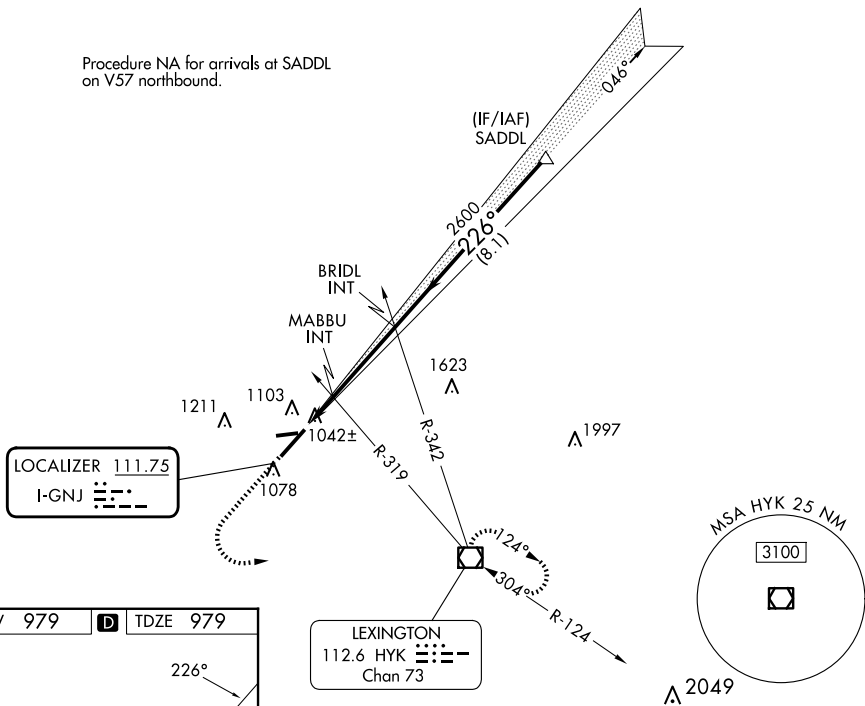 Procedure NA for arrivals at SADDL
on V57 northbound.
046°
(IF/IAF)
SADDL
2600
226°
(8.1)
BRIDL
INT
MABBU
INT
1623
1211
1103
1042±
1997
R-342
R-319
LOCALIZER 111.75
I-GNJ
1078
MSA HYK 25 NM
3100
124°
304°
R-124
LEXINGTON
112.6 HYK
Chan 73
979
D
TDZE 979
226°
2049